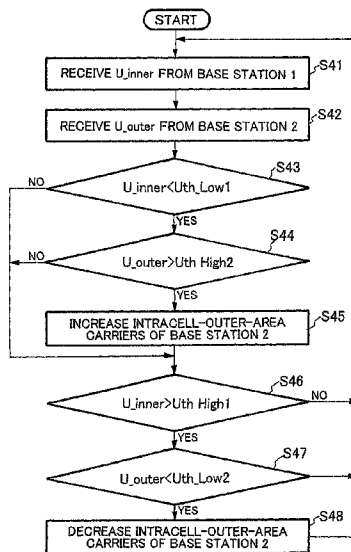 START
RECEIVE U_inner FROM BASE STATION 1
S41
RECEIVE U_outer FROM BASE STATION 2
S42
U_inner<Uth_Low1
S43
NO
YES
U_outer>Uth High2
S44
NO
YES
INCREASE INTRACELL-OUTER-AREA
CARRIERS OF BASE STATION 2
S45
U_inner>Uth High1
S46
NO
YES
U_outer<Uth_Low2
S47
YES
DECREASE INTRACELL-OUTER-AREA
CARRIERS OF BASE STATION 2
S48